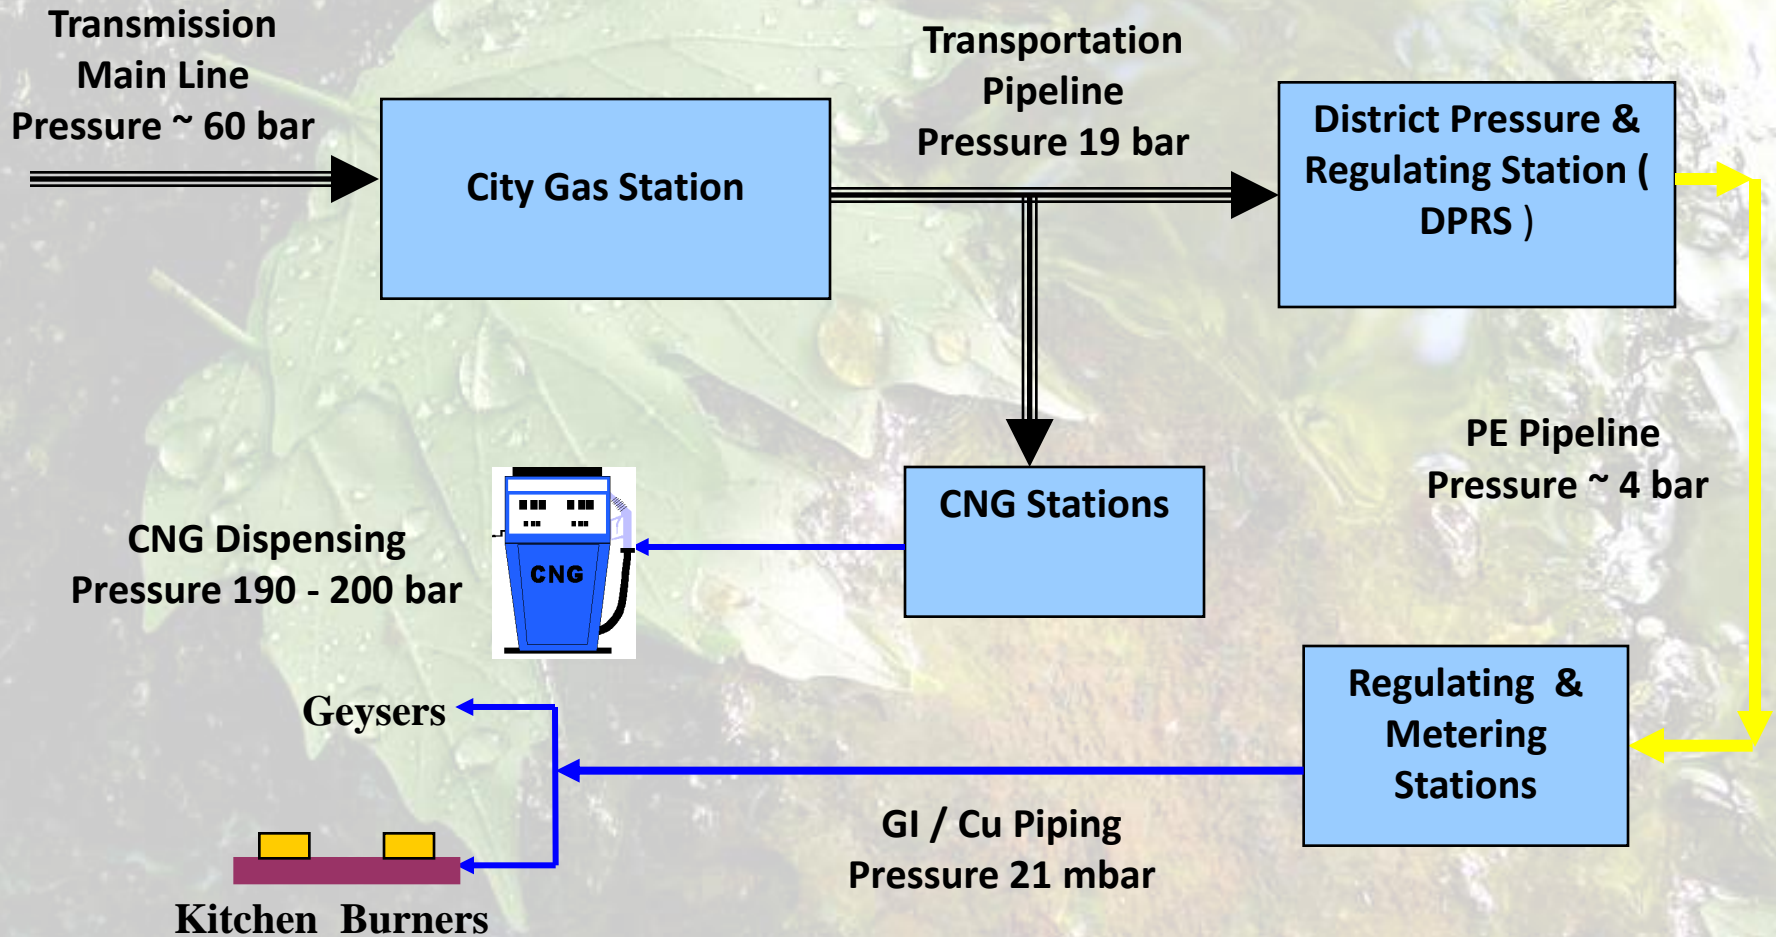 Transmission
Main Line
Pressure ~ 60 bar
City Gas Station
Transportation
Pipeline
Pressure 19 bar
District Pressure &
Regulating Station (
DPRS )
PE Pipeline
Pressure ~ 4 bar
CNG Stations
CNG
CNG Dispensing
Pressure 190 - 200 bar
Regulating & 
Metering
Stations
Geysers
GI / Cu Piping
Pressure 21 mbar
Kitchen Burners